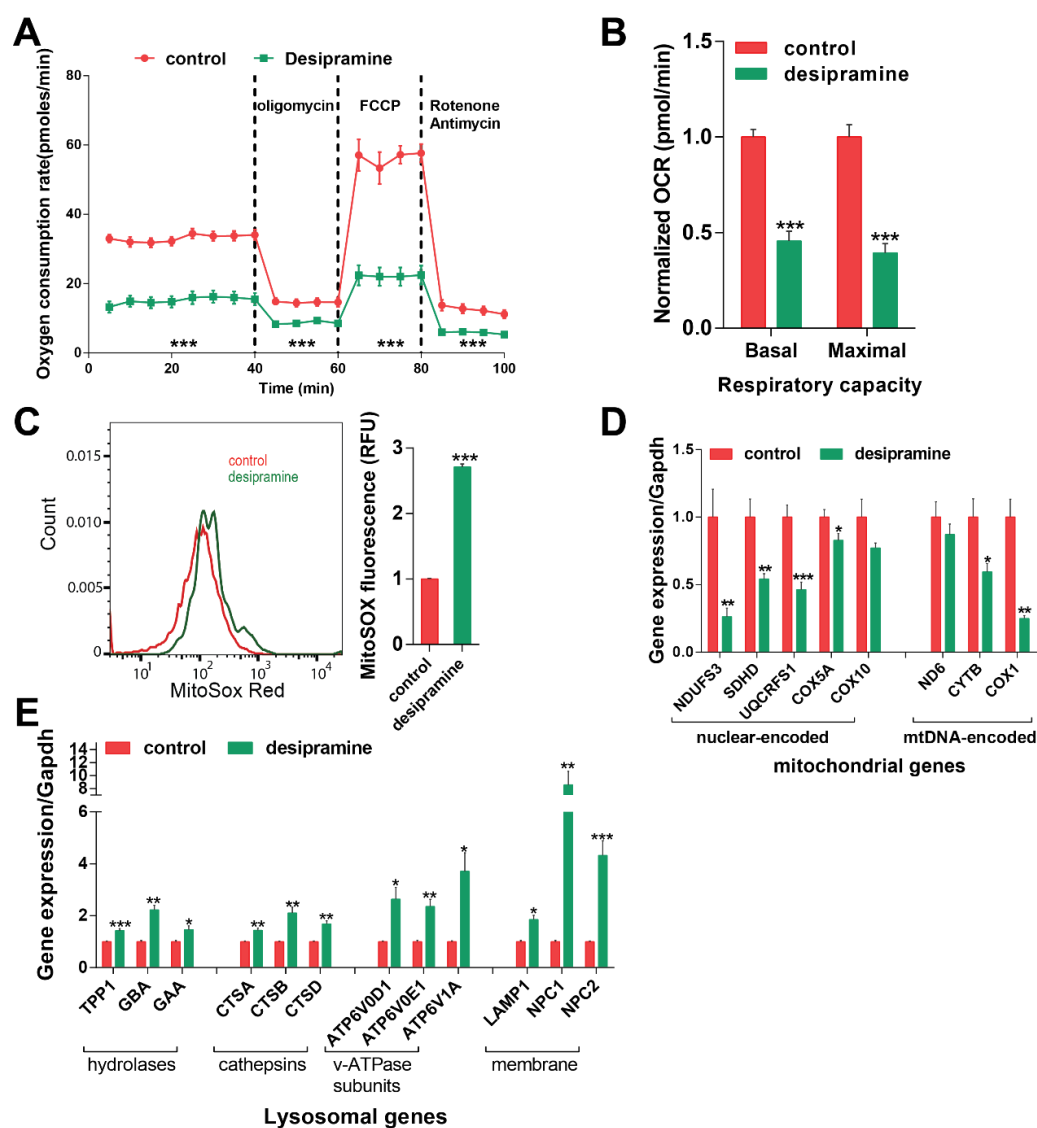 A
control
Desipramine
Oxygen consumption rate(pmoles/min)
80
60
40
20
0
oligomycin
FCCP
Rotenone
Antimycin
*** *** *** ***
0 20 40 60 80 100
Time (min)
B
control
desipramine
Normalized OCR (pmol/min)
1.5
1.0
0.5
0.0
*** ***
Basal Maximal
Respiratory capacity
C
control
desipramine
Count
0.015
0.010
0.005
0
10¹ 10² 10³ 10⁴
MitoSox Red
MitoSOX fluorescence (RFU)
3
2
1
0
***
control
desipramine
D
control desipramine
Gene expression/Gapdh
1.5
1.0
0.5
0.0
** ** *** * * **
NDUFS3 SDHD UQCRFS1 COX5A COX10 ND6 CYTB COX1
nuclear-encoded mtDNA-encoded
mitochondrial genes
E
control desipramine
Gene expression/Gapdh
14
12
10
8
6
4
2
0
*** ** * ** ** ** * ** * * ** ***
TPP1 GBA GAA CTSA CTSB CTSD ATP6V0D1 ATP6V0E1 ATP6V1A LAMP1 NPC1 NPC2
hydrolases cathepsins v-ATPase membrane
subunits
Lysosomal genes